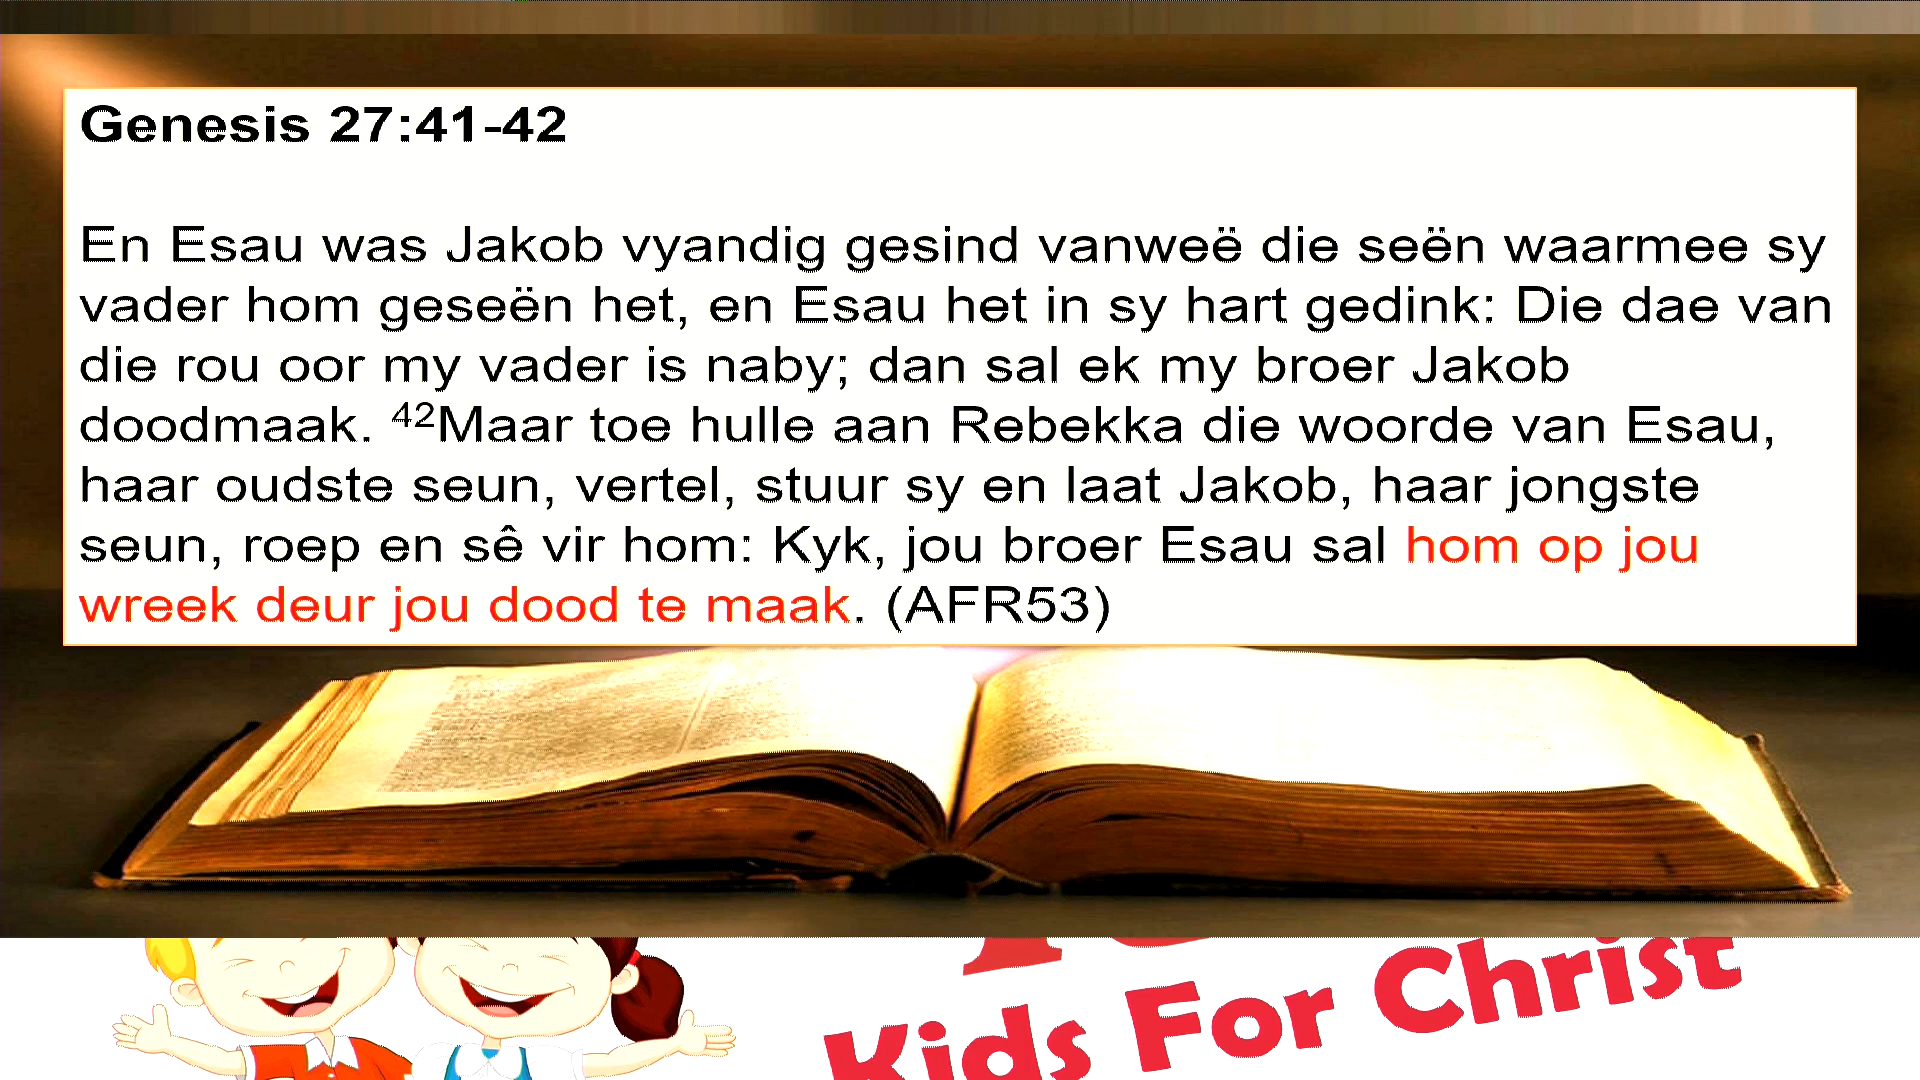 Genesis 27:41-42
En Esau was Jakob vyandig gesind vanweë die seën waarmee sy
vader hom geseën het, en Esau het in sy hart gedink: Die dae van
die rou oor my vader is naby; dan sal ek my broer Jakob
doodmaak. ⁴²Maar toe hulle aan Rebekka die woorde van Esau,
haar oudste seun, vertel, stuur sy en laat Jakob, haar jongste
seun, roep en sê vir hom: Kyk, jou broer Esau sal hom op jou
wreek deur jou dood te maak. (AFR53)
Kids For Christ